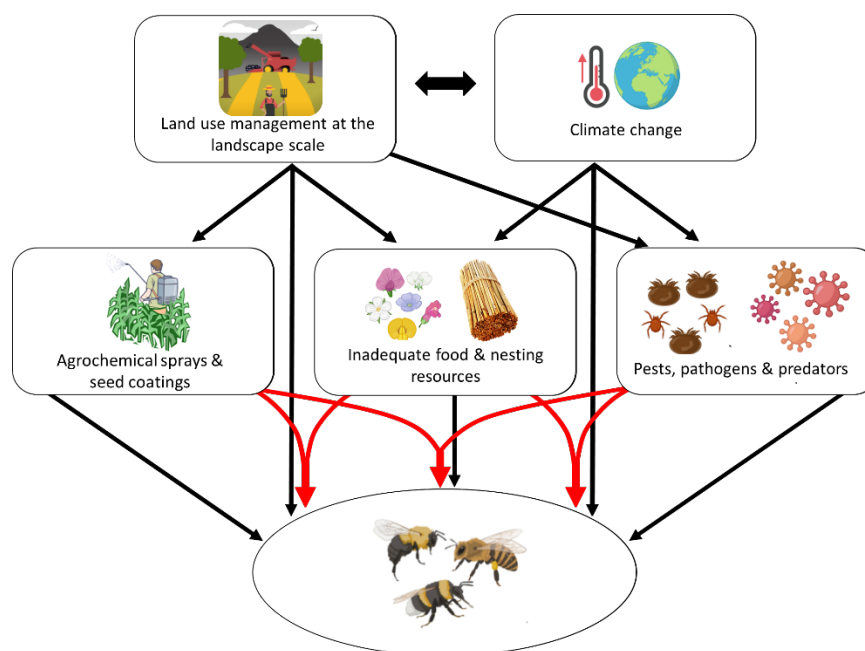 Land use management at the
landscape scale
Climate change
Agrochemical sprays &
seed coatings
Inadequate food & nesting
resources
Pests, pathogens & predators